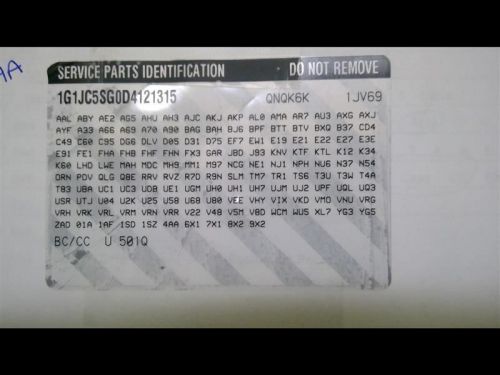 AA
SERVICE PARTS IDENTIFICATION DO NOT REMOVE
1G1JC5SG0D4121315 QNQK6K 1JV69
AAL ABY AE2 AG5 AHU AH3 AJC AKJ AKP AL0 AMA AR7 AU3 AXG AXJ
AYF A33 A66 A69 A70 A90 BAG BAH BJ6 BPF BTT BTV BXQ B37 CD4
C49 C60 C95 DG6 DLV D05 D31 D75 EF7 EW1 E19 E21 E22 E27 E3E
E91 FE1 FHA FHB FHF FHN FX3 GAR JBD J93 KNV KTF KTL K12 K34
K60 LHD LWE MAH MDC MH9 MM1 M97 NCG NE1 NJ1 NPH NU6 N37 N54
ORN PDV QLG QBE RRV RVZ R7D R9N SLM TM7 TR1 TS6 T3U T3W T4A
T83 UBA UC1 UC3 UDB UE1 UGM UH0 UH1 UH7 UJM UJ2 UPF UQL UQ3
USR UTJ U04 U2K U25 U58 U68 U80 VEE VHY VIX VKD VMO VNU VRG
VRH VRK VRL VRM VRN VRR V22 V48 V5M VBD WCM WU5 XL7 YG3 YG5
ZAD 01A 1AF 1SD 1SZ 4AA 6X1 7X1 8X2 9X2
BC/CC U 501Q